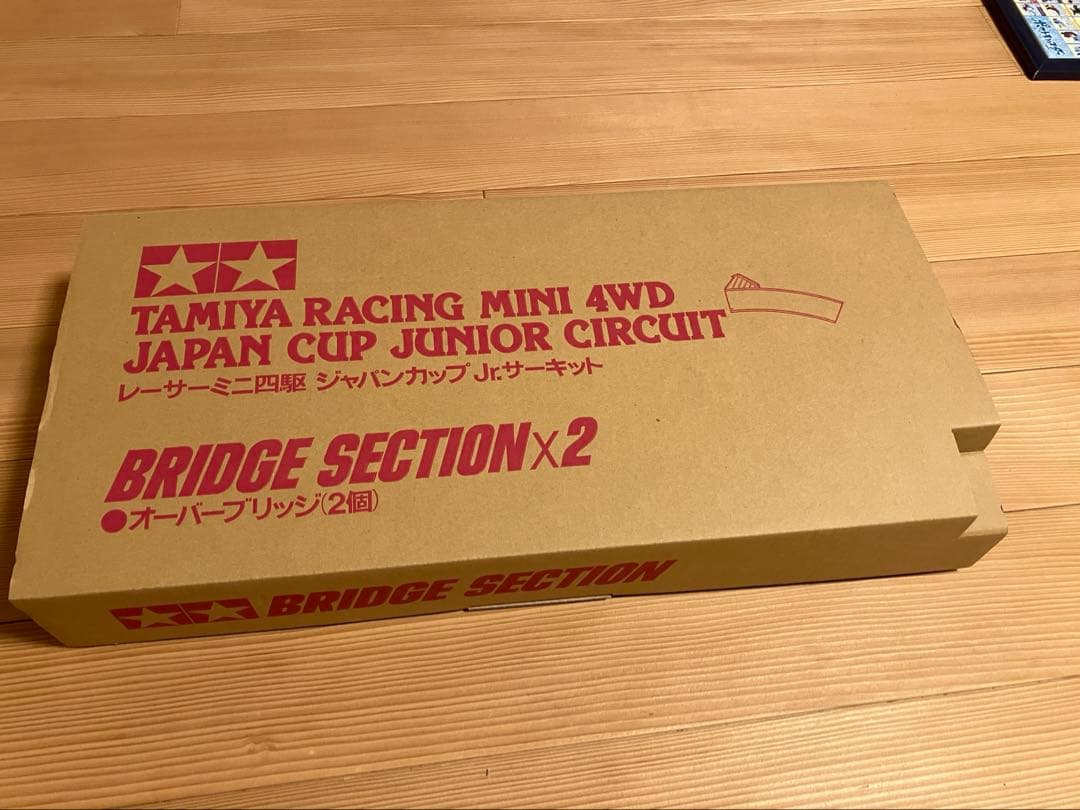 TAMIYA RACING MINI 4WD
JAPAN CUP JUNIOR CIRCUIT
レーサーミニ四駆 ジャパンカップ Jr.サーキット
BRIDGE SECTION×2
●オーバーブリッジ(2個)
BRIDGE SECTION